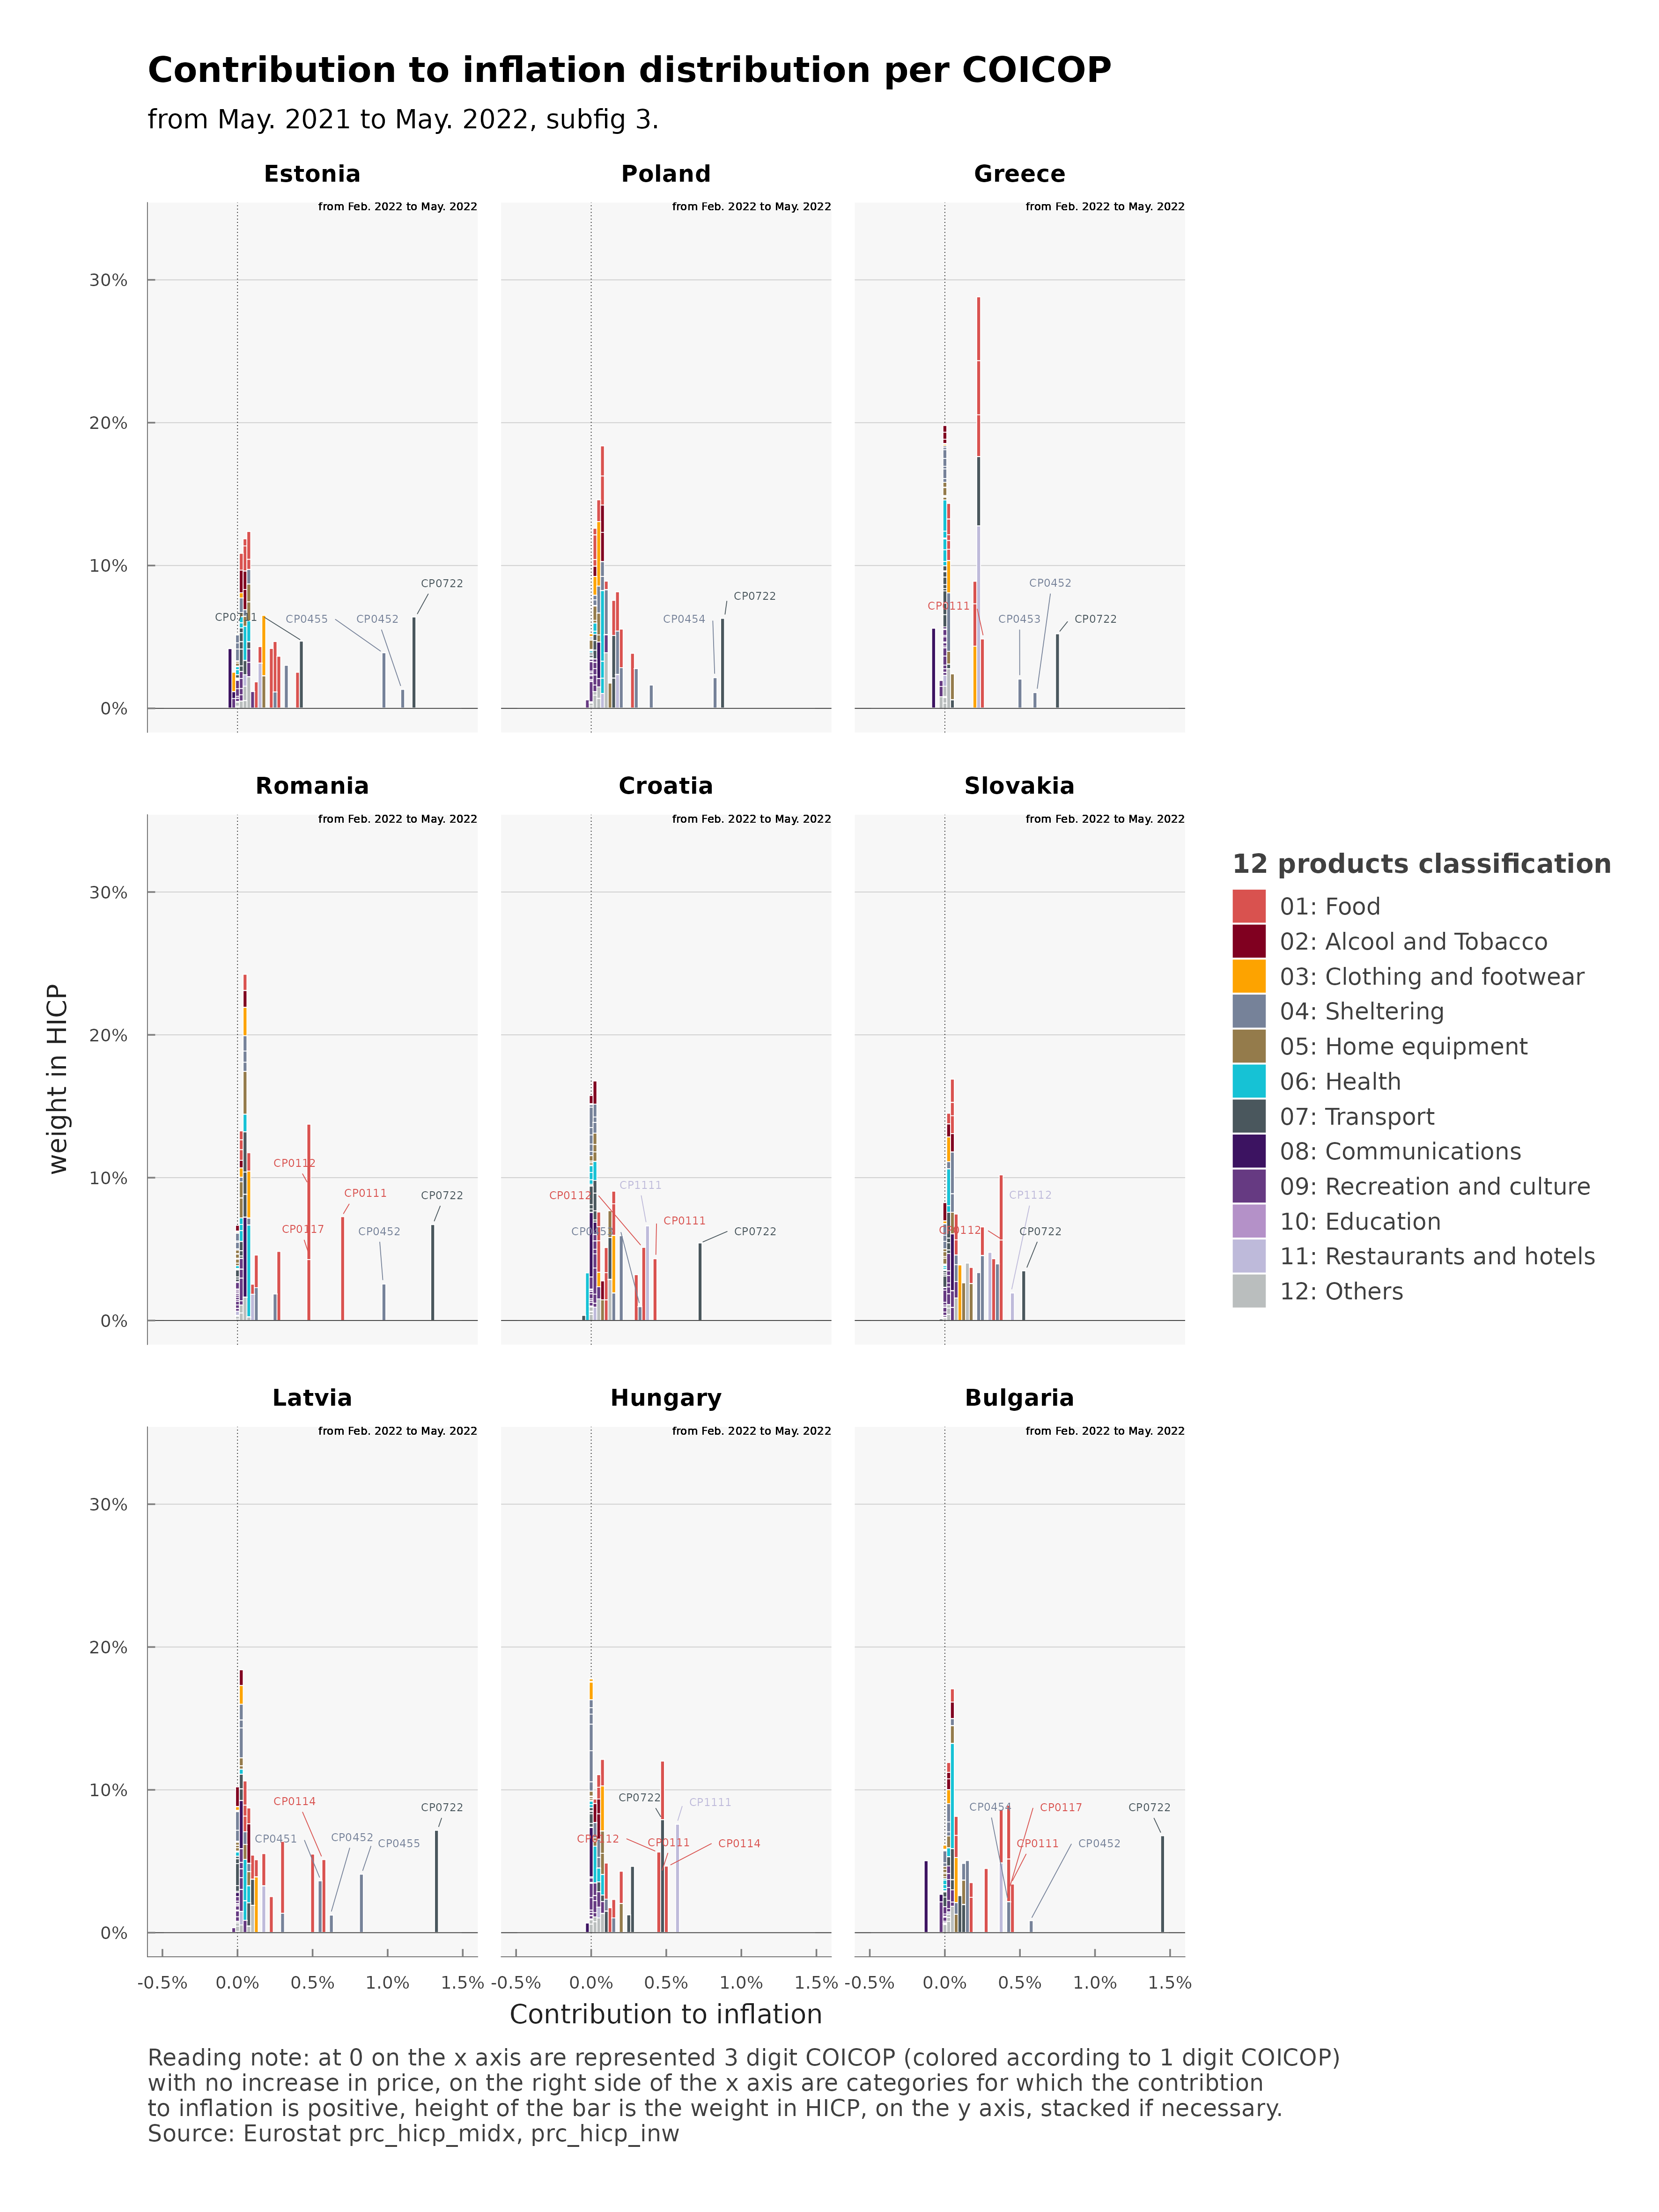 Contribution to inflation distribution per COICOP
from May. 2021 to May. 2022, subfig 3.
Estonia
Poland
Greece
from Feb. 2022 to May. 2022
from Feb. 2022 to May. 2022
from Feb. 2022 to May. 2022
30%
20%
10%
0%
CP0722
CP0455
CP0452
CP0722
CP0454
CP0452
CP0111
CP0453
CP0722
Romania
Croatia
Slovakia
from Feb. 2022 to May. 2022
from Feb. 2022 to May. 2022
from Feb. 2022 to May. 2022
30%
20%
10%
0%
CP0112
CP0111
CP0722
CP0117
CP0452
CP1111
CP0112
CP0111
CP0722
CP1112
CP0112
CP0722
weight in HICP
12 products classification
01: Food
02: Alcool and Tobacco
03: Clothing and footwear
04: Sheltering
05: Home equipment
06: Health
07: Transport
08: Communications
09: Recreation and culture
10: Education
11: Restaurants and hotels
12: Others
Latvia
Hungary
Bulgaria
from Feb. 2022 to May. 2022
from Feb. 2022 to May. 2022
from Feb. 2022 to May. 2022
30%
20%
10%
0%
CP0114
CP0722
CP0451
CP0452
CP0455
CP0722
CP1111
CP0112
CP0111
CP0114
CP0454
CP0117
CP0722
CP0111
CP0452
-0.5% 0.0% 0.5% 1.0% 1.5%
-0.5% 0.0% 0.5% 1.0% 1.5%
-0.5% 0.0% 0.5% 1.0% 1.5%
Contribution to inflation
Reading note: at 0 on the x axis are represented 3 digit COICOP (colored according to 1 digit COICOP)
with no increase in price, on the right side of the x axis are categories for which the contribtion
to inflation is positive, height of the bar is the weight in HICP, on the y axis, stacked if necessary.
Source: Eurostat prc_hicp_midx, prc_hicp_inw